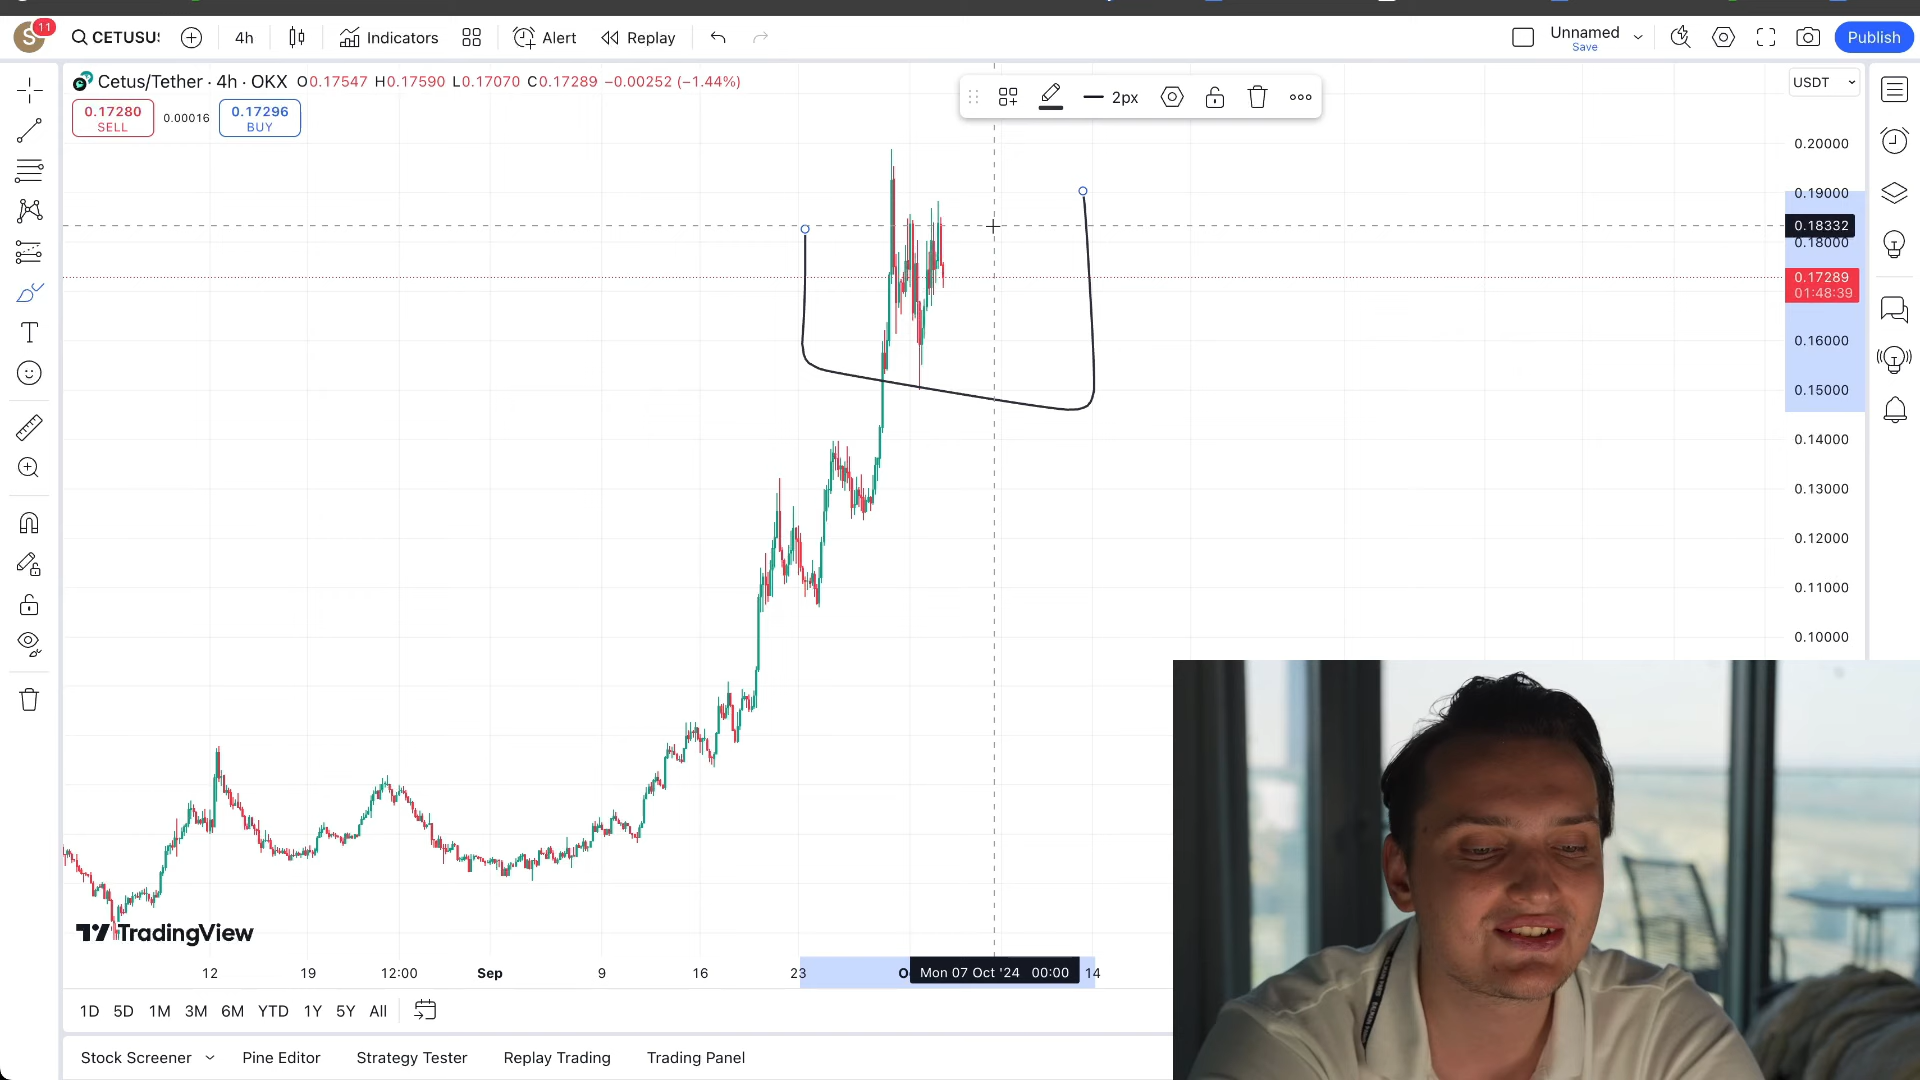 S 11 CETUSUS 4h Indicators Alert Replay Unnamed Save Publish
Cetus/Tether · 4h · OKX O0.17547 H0.17590 L0.17070 C0.17289 −0.00252 (−1.44%)
2px
USDT
0.17280 SELL
0.00016
0.17296 BUY
0.20000
0.19000
0.18332
0.18000
0.17289
01:48:39
0.16000
0.15000
0.14000
0.13000
0.12000
0.11000
0.10000
TradingView
12 19 12:00 Sep 9 16 23 Mon 07 Oct '24 00:00 14
1D 5D 1M 3M 6M YTD 1Y 5Y All
Stock Screener Pine Editor Strategy Tester Replay Trading Trading Panel